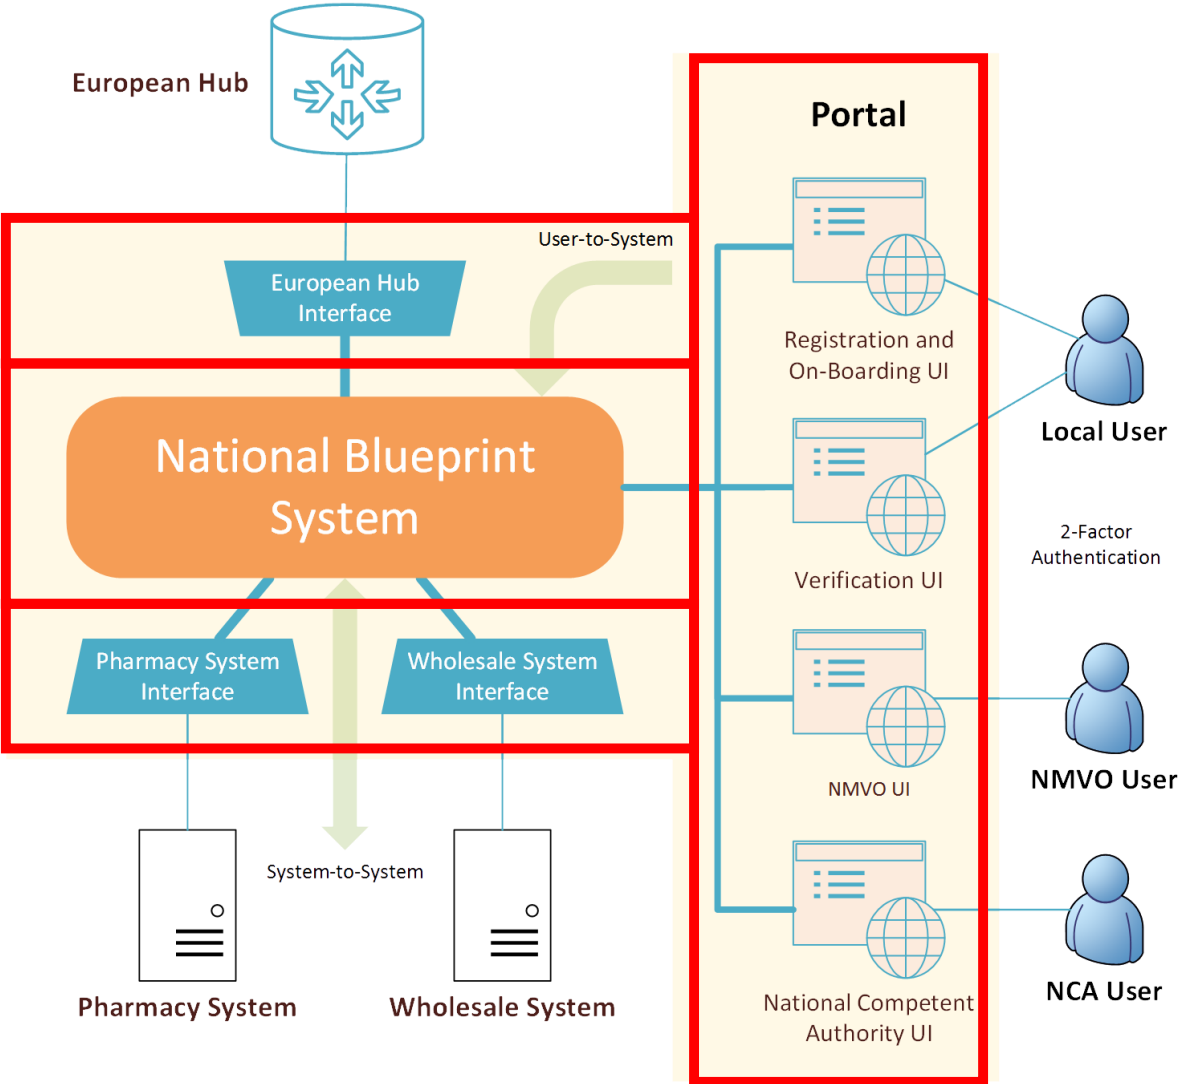 European Hub
Portal
User-to-System
European Hub
Interface
Registration and
On-Boarding UI
Local User
National Blueprint
System
2-Factor
Authentication
Verification UI
Pharmacy System
Interface
Wholesale System
Interface
NMVO UI
NMVO User
System-to-System
Pharmacy System
Wholesale System
National Competent
Authority UI
NCA User